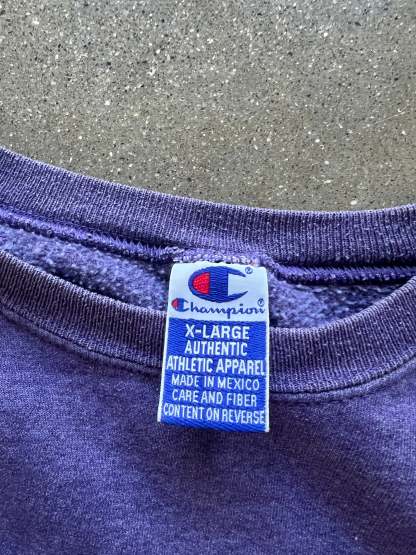 Champion®
X-LARGE
AUTHENTIC
ATHLETIC APPAREL
MADE IN MEXICO
CARE AND FIBER
CONTENT ON REVERSE